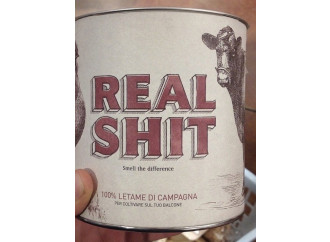 REAL
SHIT
Smell the difference
100% LETAME DI CAMPAGNA
PER COLTIVARE SUL TUO BALCONE